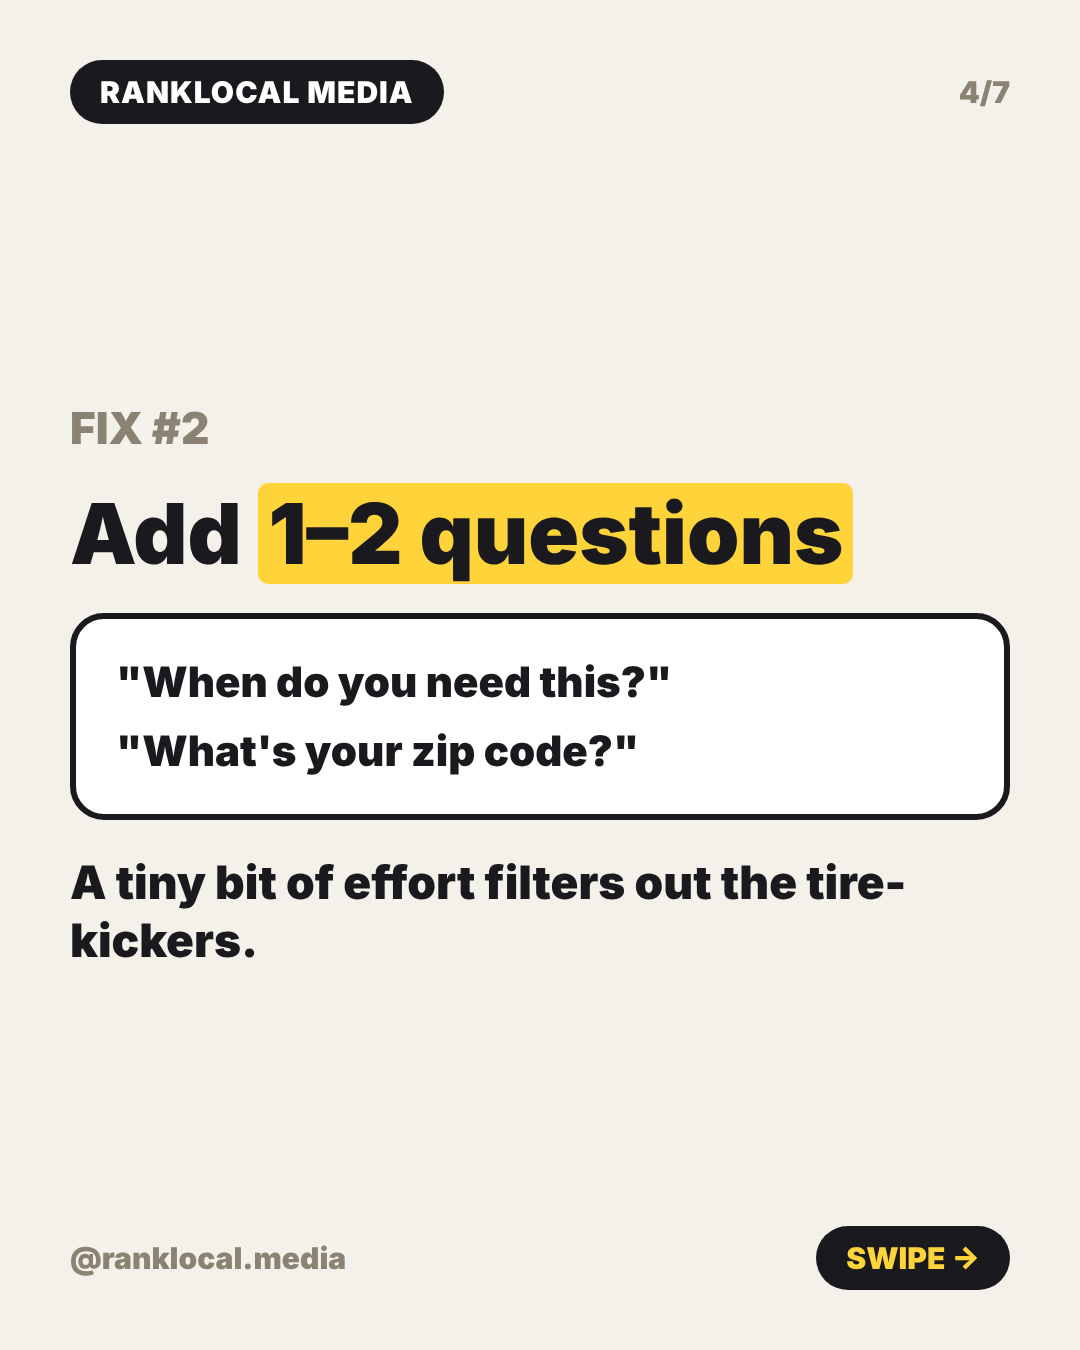 RANKLOCAL MEDIA
4/7
FIX #2
Add 1–2 questions
"When do you need this?"
"What's your zip code?"
A tiny bit of effort filters out the tire-
kickers.
@ranklocal.media
SWIPE →